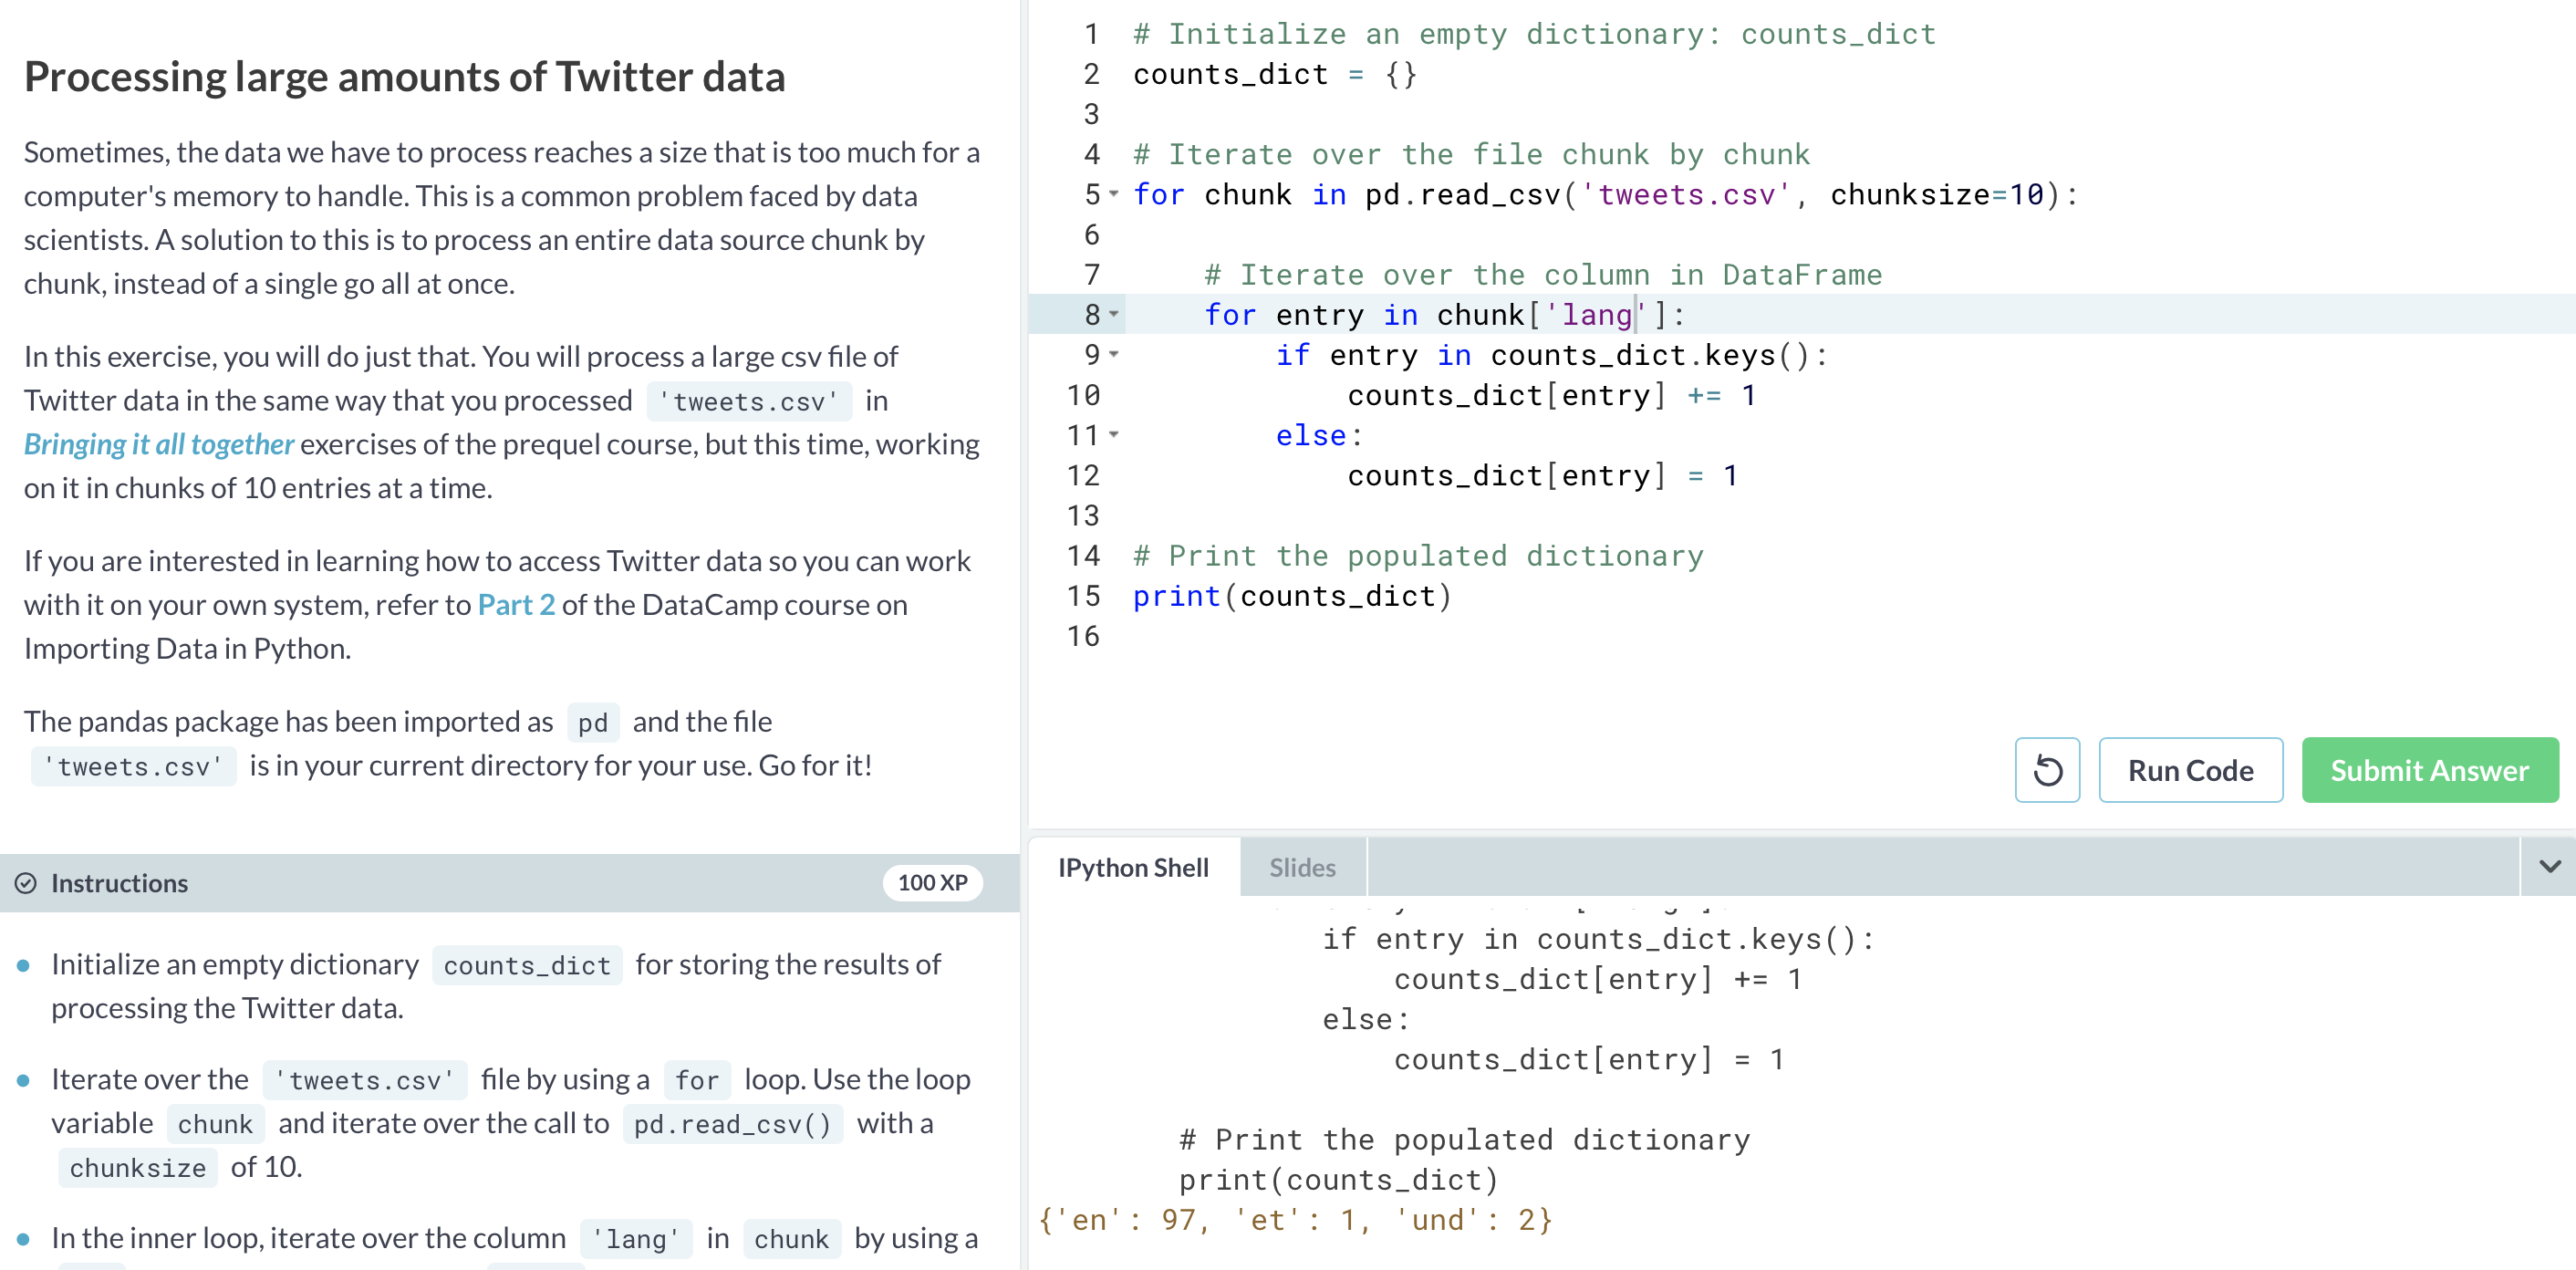 Processing large amounts of Twitter data
Sometimes, the data we have to process reaches a size that is too much for a
computer's memory to handle. This is a common problem faced by data
scientists. A solution to this is to process an entire data source chunk by
chunk, instead of a single go all at once.
In this exercise, you will do just that. You will process a large csv file of
Twitter data in the same way that you processed 'tweets.csv' in
Bringing it all together exercises of the prequel course, but this time, working
on it in chunks of 10 entries at a time.
If you are interested in learning how to access Twitter data so you can work
with it on your own system, refer to Part 2 of the DataCamp course on
Importing Data in Python.
The pandas package has been imported as pd and the file
'tweets.csv' is in your current directory for your use. Go for it!
Instructions 100 XP
Initialize an empty dictionary counts_dict for storing the results of
processing the Twitter data.
Iterate over the 'tweets.csv' file by using a for loop. Use the loop
variable chunk and iterate over the call to pd.read_csv() with a
chunksize of 10.
In the inner loop, iterate over the column 'lang' in chunk by using a
1 # Initialize an empty dictionary: counts_dict
2 counts_dict = {}
3
4 # Iterate over the file chunk by chunk
5 for chunk in pd.read_csv('tweets.csv', chunksize=10):
6
7     # Iterate over the column in DataFrame
8     for entry in chunk['lang']:
9         if entry in counts_dict.keys():
10             counts_dict[entry] += 1
11         else:
12             counts_dict[entry] = 1
13
14 # Print the populated dictionary
15 print(counts_dict)
16
Run Code Submit Answer
IPython Shell Slides
if entry in counts_dict.keys():
counts_dict[entry] += 1
else:
counts_dict[entry] = 1
# Print the populated dictionary
print(counts_dict)
{'en': 97, 'et': 1, 'und': 2}